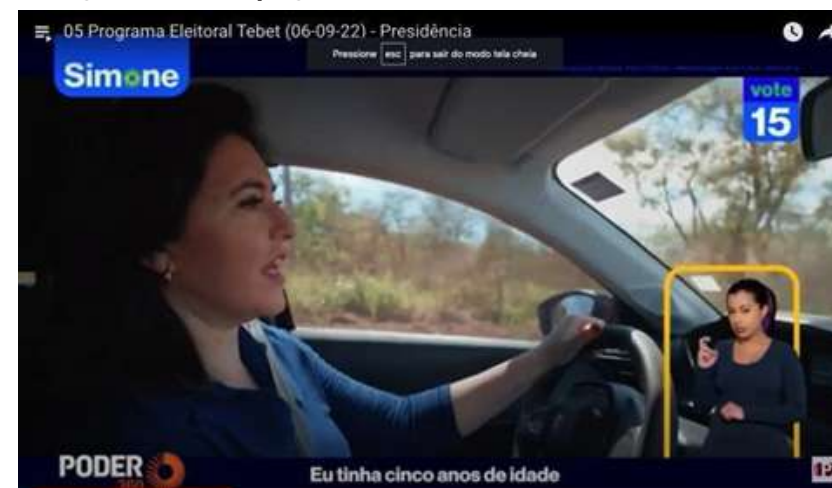 05 Programa Eleitoral Tebet (06-09-22) - Presidência
Pressione esc para sair do modo tela cheia
Simone
vote
15
PODER
360
Eu tinha cinco anos de idade